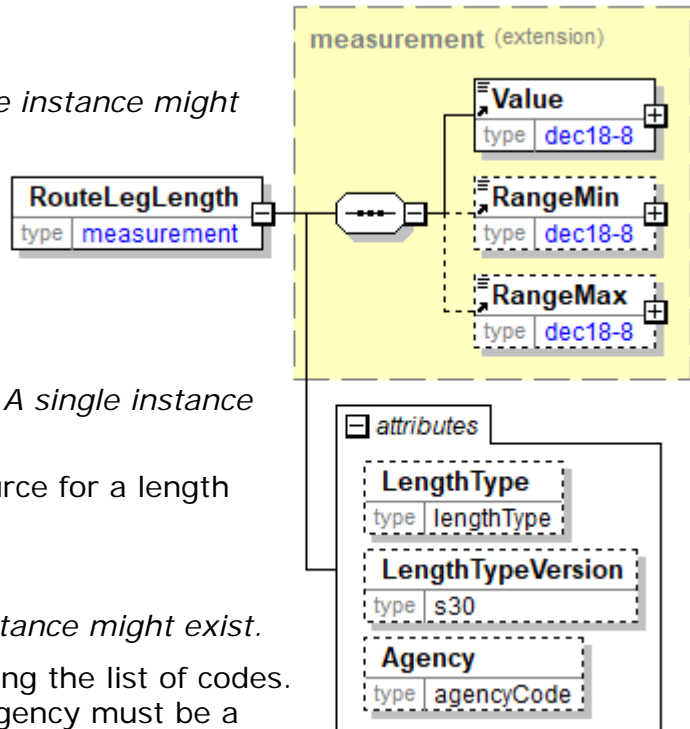 e instance might
A single instance
urce for a length
tance might exist.
ng the list of codes.
gency must be a
measurement (extension)
RouteLegLength
type measurement
Value
type dec18-8
RangeMin
type dec18-8
RangeMax
type dec18-8
attributes
LengthType
type lengthType
LengthTypeVersion
type s30
Agency
type agencyCode